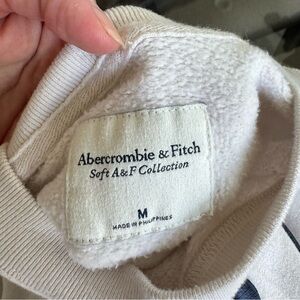 Abercrombie & Fitch
Soft A&F Collection
M
MADE IN PHILIPPINES